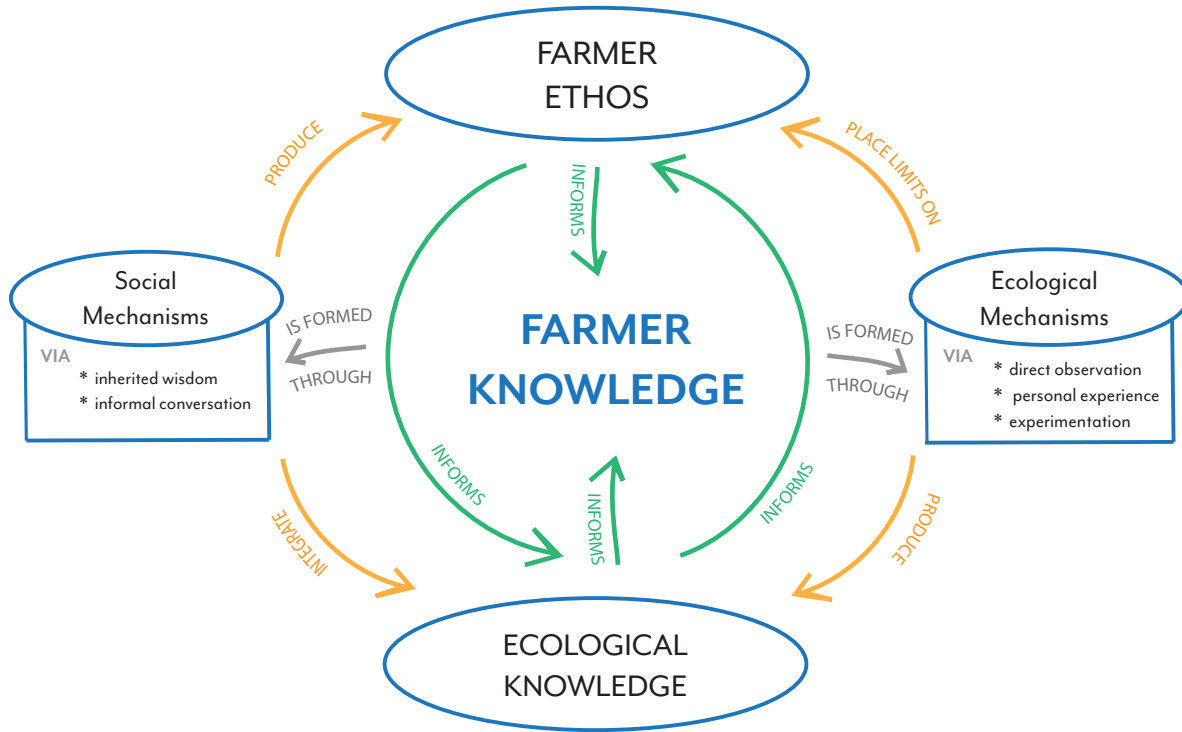 FARMER
ETHOS
PRODUCE
PLACE LIMITS ON
INFORMS
Social
Mechanisms
VIA
* inherited wisdom
* informal conversation
IS FORMED
THROUGH
FARMER
KNOWLEDGE
IS FORMED
THROUGH
Ecological
Mechanisms
VIA
* direct observation
* personal experience
* experimentation
INFORMS
INFORMS
INFORMS
INTEGRATE
PRODUCE
ECOLOGICAL
KNOWLEDGE